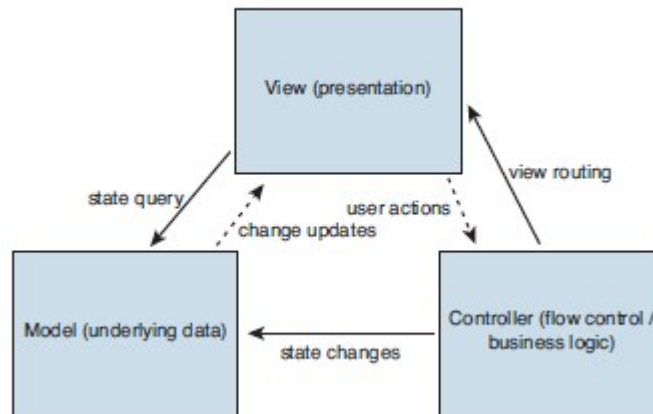 View (presentation)
view routing
state query
user actions
change updates
Model (underlying data)
Controller (flow control /
business logic)
state changes